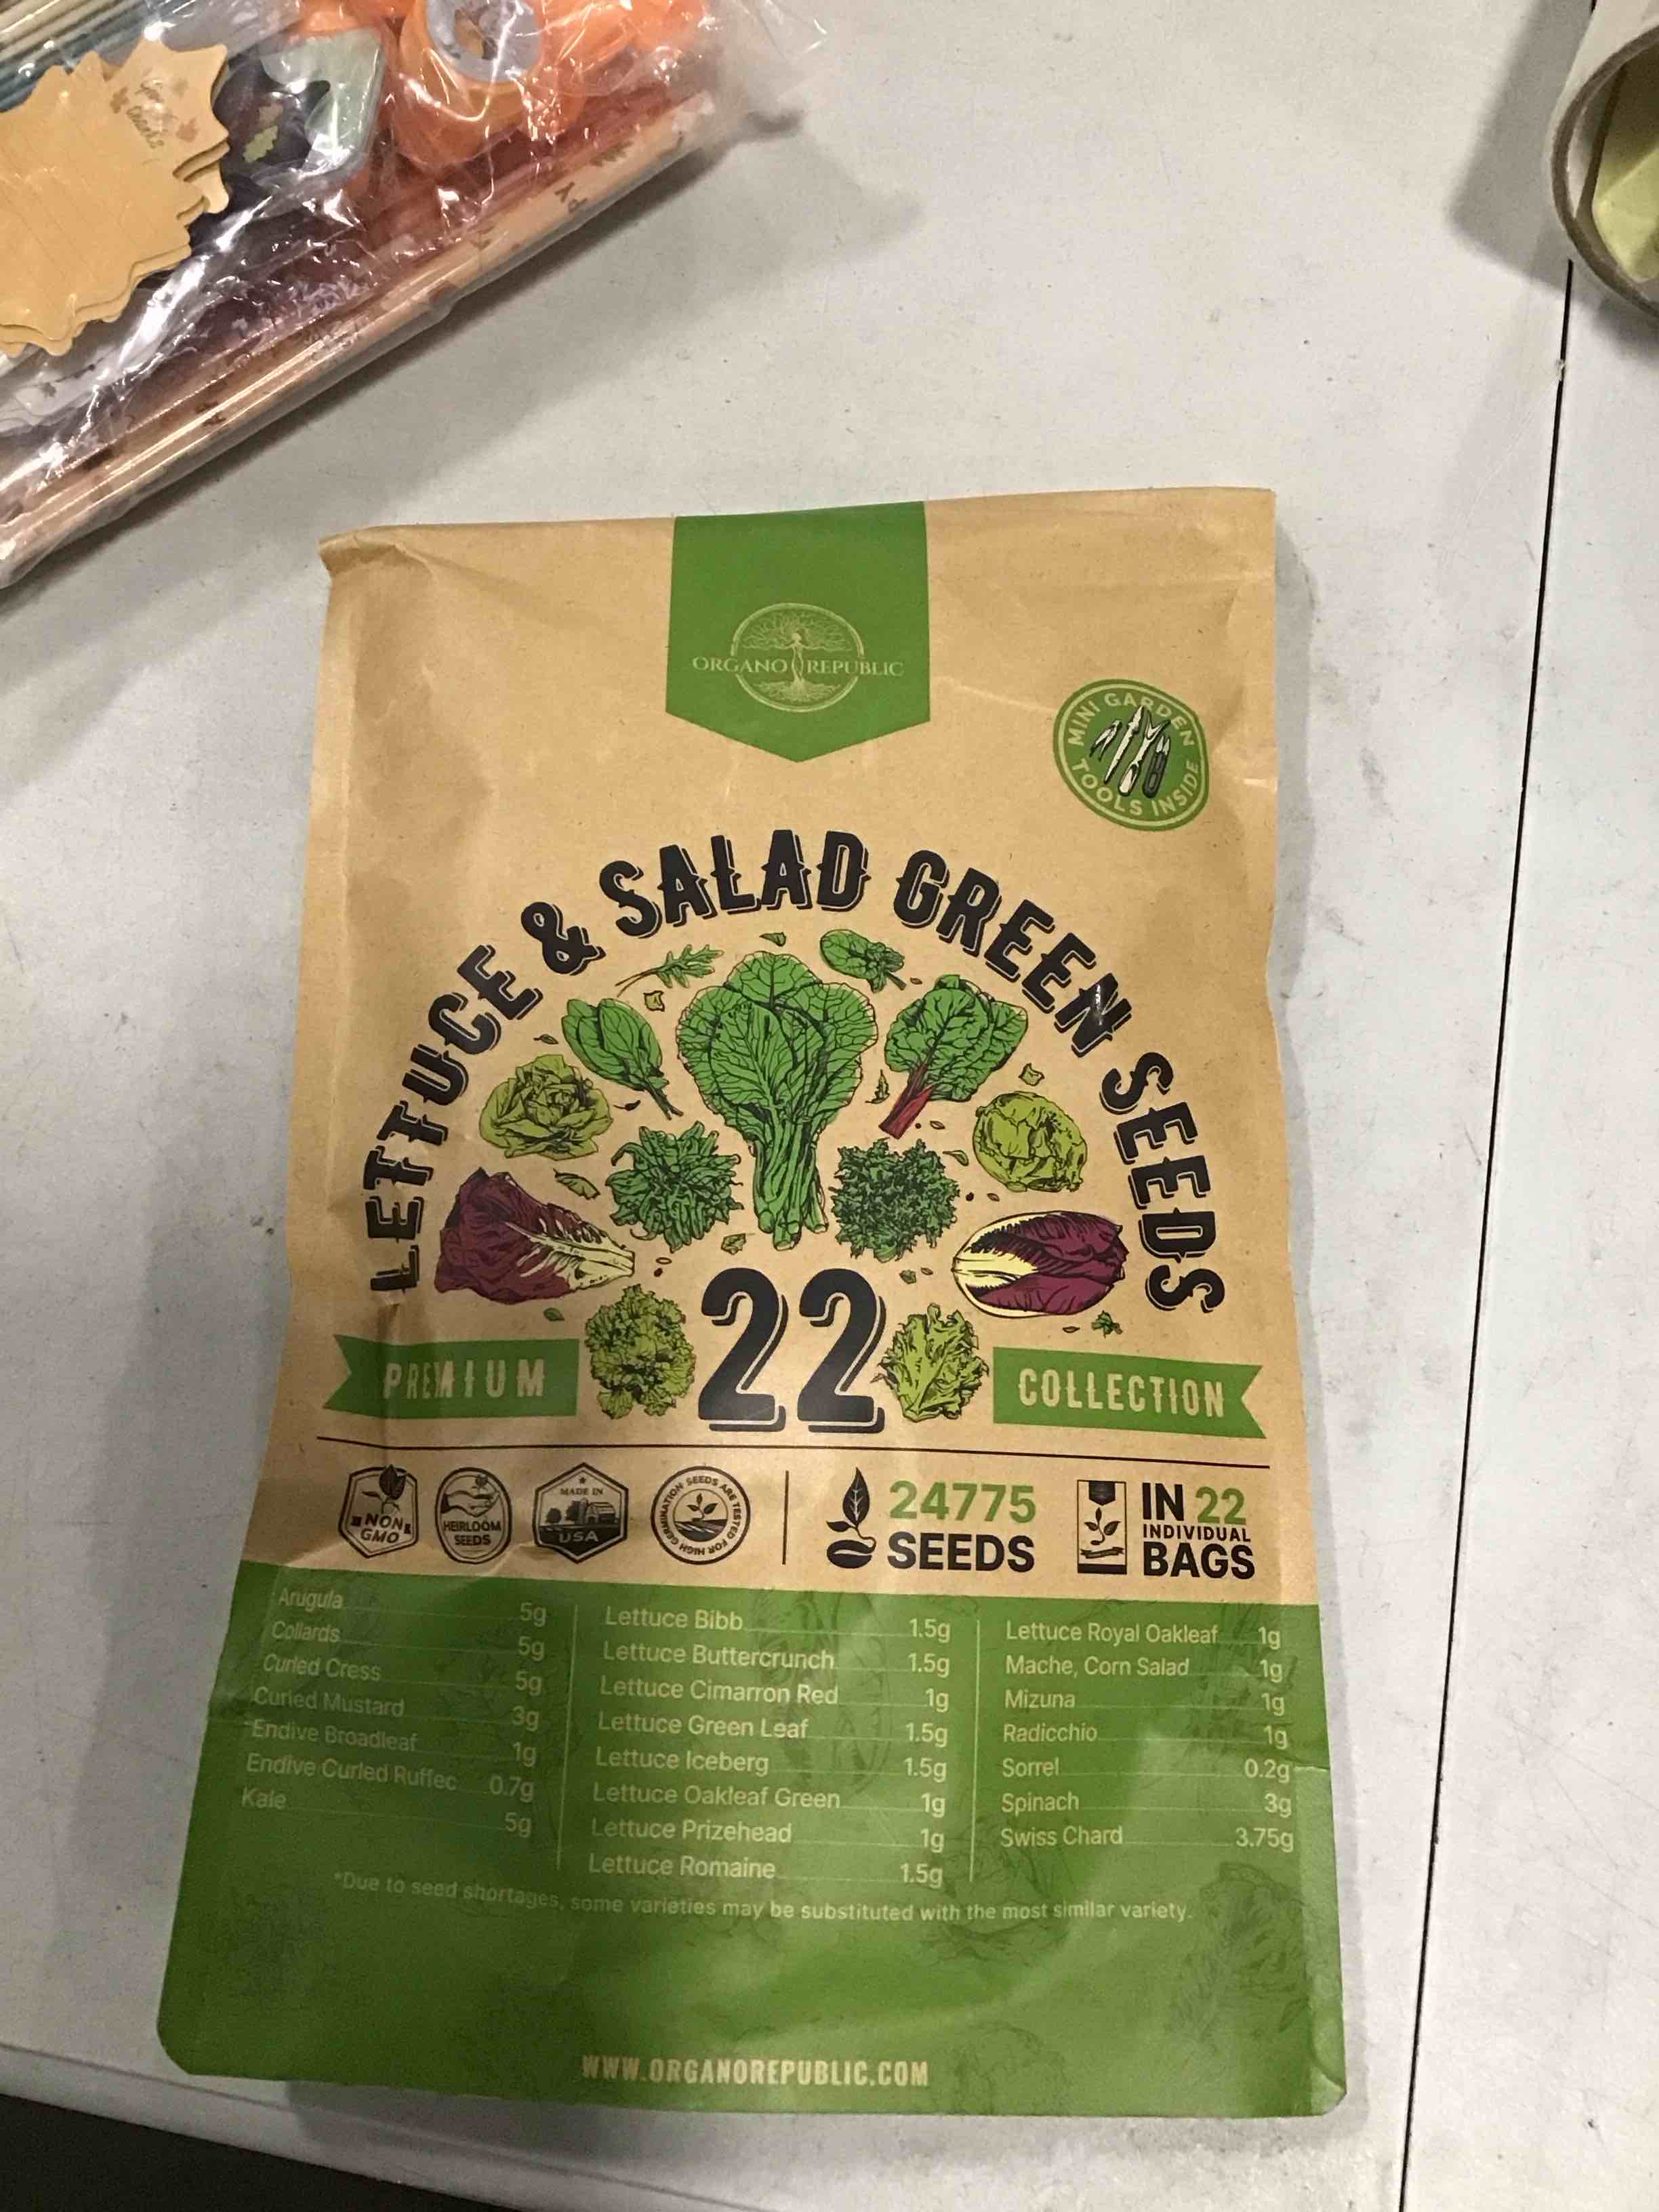 ORGANO REPUBLIC
MINI GARDEN TOOLS INSIDE
LETTUCE & SALAD GREEN SEEDS
22
PREMIUM
COLLECTION
NON GMO
HEIRLOOM SEEDS
MADE IN USA
SEEDS ARE TESTED FOR HIGH GERMINATION
24775 SEEDS
IN 22 INDIVIDUAL BAGS
Arugula 5g
Collards 5g
Curled Cress 5g
Curled Mustard 3g
*Endive Broadleaf 1g
Endive Curled Ruffec 0.7g
Kale 5g
Lettuce Bibb 1.5g
Lettuce Buttercrunch 1.5g
Lettuce Cimarron Red 1g
Lettuce Green Leaf 1.5g
Lettuce Iceberg 1.5g
Lettuce Oakleaf Green 1g
Lettuce Prizehead 1g
Lettuce Romaine 1.5g
Lettuce Royal Oakleaf 1g
Mache, Corn Salad 1g
Mizuna 1g
Radicchio 1g
Sorrel 0.2g
Spinach 3g
Swiss Chard 3.75g
*Due to seed shortages, some varieties may be substituted with the most similar variety.
WWW.ORGANOREPUBLIC.COM